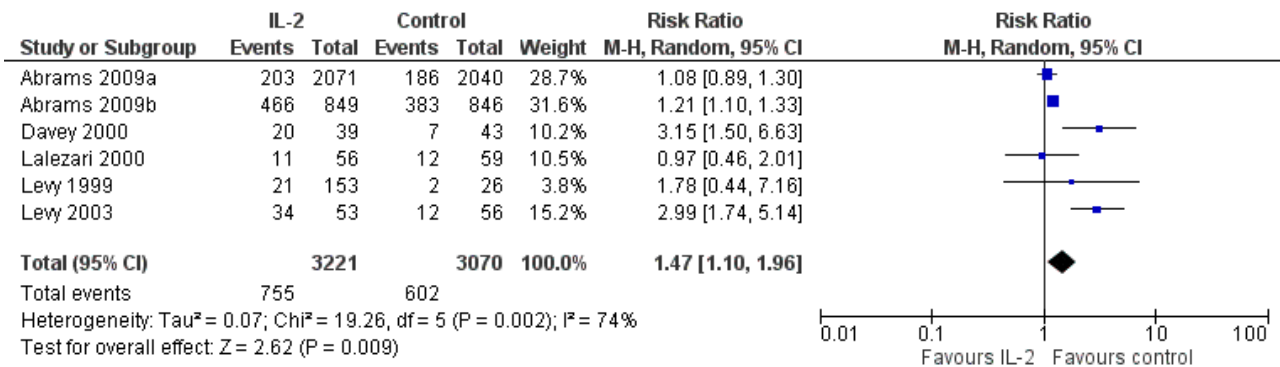 IL-2 Control Risk Ratio Risk Ratio
Study or Subgroup Events Total Events Total Weight M-H, Random, 95% CI M-H, Random, 95% CI
Abrams 2009a 203 2071 186 2040 28.7% 1.08 [0.89, 1.30]
Abrams 2009b 466 849 383 846 31.6% 1.21 [1.10, 1.33]
Davey 2000 20 39 7 43 10.2% 3.15 [1.50, 6.63]
Lalezari 2000 11 56 12 59 10.5% 0.97 [0.46, 2.01]
Levy 1999 21 153 2 26 3.8% 1.78 [0.44, 7.16]
Levy 2003 34 53 12 56 15.2% 2.99 [1.74, 5.14]
Total (95% CI) 3221 3070 100.0% 1.47 [1.10, 1.96]
Total events 755 602
Heterogeneity: Tau² = 0.07; Chi² = 19.26, df = 5 (P = 0.002); I² = 74%
Test for overall effect: Z = 2.62 (P = 0.009)
0.01 0.1 1 10 100
Favours IL-2 Favours control